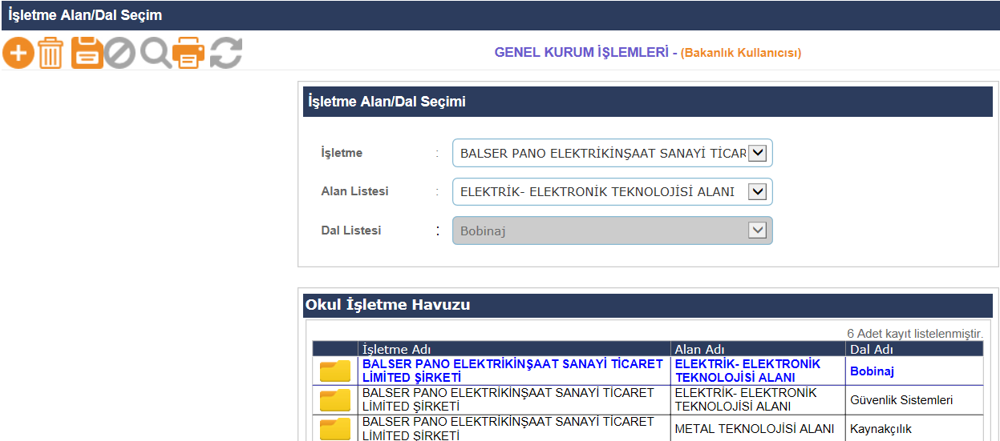 İşletme Alan/Dal Seçim
GENEL KURUM İŞLEMLERİ - (Bakanlık Kullanıcısı)
İşletme Alan/Dal Seçimi
İşletme : BALSER PANO ELEKTRİKİNŞAAT SANAYİ TİCAR
Alan Listesi : ELEKTRİK- ELEKTRONİK TEKNOLOJİSİ ALANI
Dal Listesi : Bobinaj
Okul İşletme Havuzu
6 Adet kayıt listelenmiştir.
İşletme Adı Alan Adı Dal Adı
BALSER PANO ELEKTRİKİNŞAAT SANAYİ TİCARET
LİMİTED ŞİRKETİ
ELEKTRİK- ELEKTRONİK
TEKNOLOJİSİ ALANI
Bobinaj
BALSER PANO ELEKTRİKİNŞAAT SANAYİ TİCARET
LİMİTED ŞİRKETİ
ELEKTRİK- ELEKTRONİK
TEKNOLOJİSİ ALANI
Güvenlik Sistemleri
BALSER PANO ELEKTRİKİNŞAAT SANAYİ TİCARET
LİMİTED ŞİRKETİ
METAL TEKNOLOJİSİ ALANI
Kaynakçılık